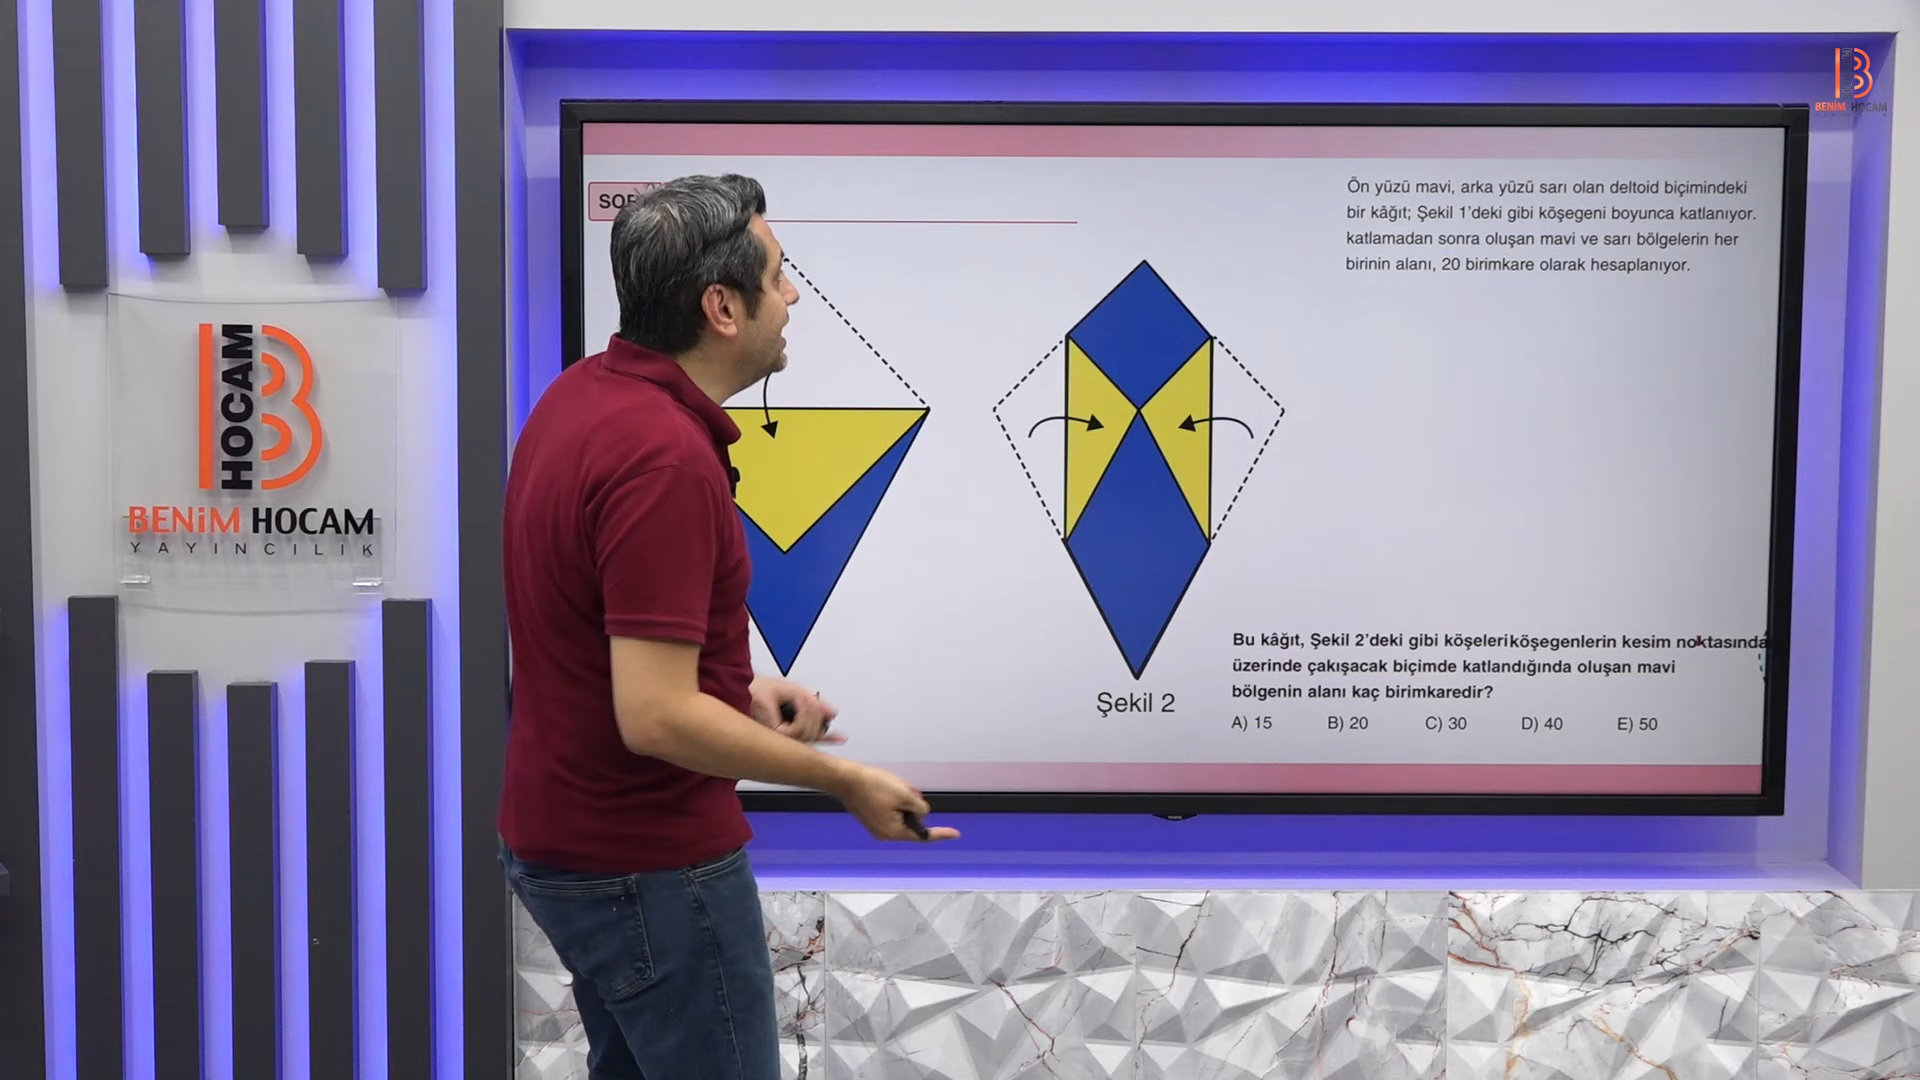 BENİM HOCAM
YAYINCILIK
HOCAM
BENİM HOCAM
YAYINCILIK
Ön yüzü mavi, arka yüzü sarı olan deltoid biçimindeki
bir kâğıt; Şekil 1'deki gibi köşegeni boyunca katlanıyor.
katlamadan sonra oluşan mavi ve sarı bölgelerin her
birinin alanı, 20 birimkare olarak hesaplanıyor.
Şekil 2
Bu kâğıt, Şekil 2'deki gibi köşeleri köşegenlerin kesim noktasında
üzerinde çakışacak biçimde katlandığında oluşan mavi
bölgenin alanı kaç birimkaredir?
A) 15 B) 20 C) 30 D) 40 E) 50